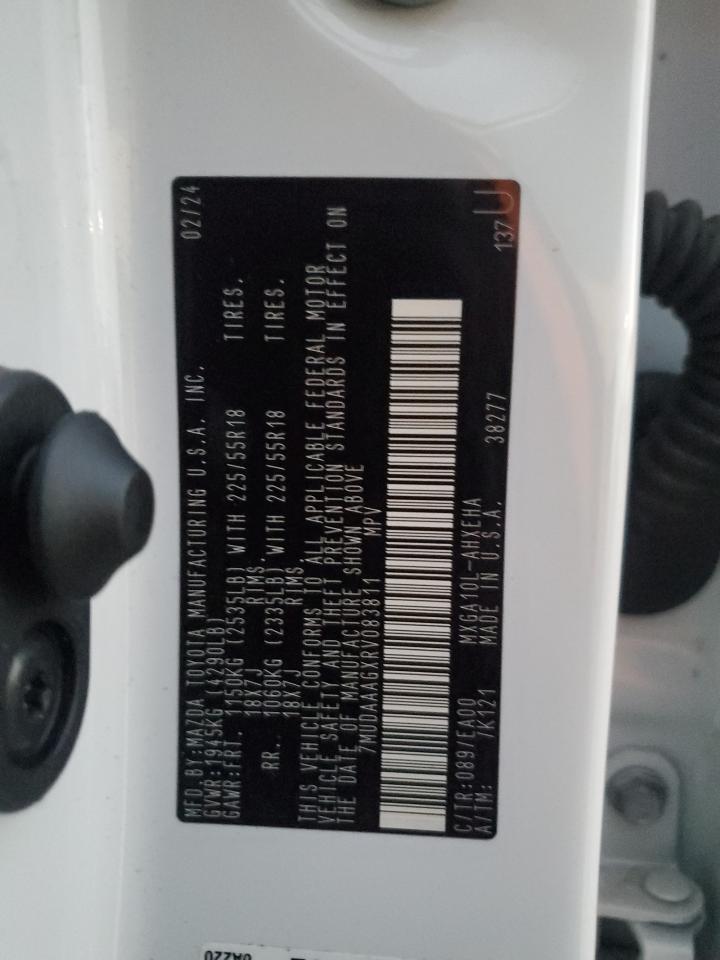 MFD.BY:MAZDA TOYOTA MANUFACTURING U.S.A. INC. 02/24
GVWR:1945KG (4290LB)
GAWR:FRT. 1150KG (2535LB) WITH 225/55R18 TIRES.
18X7J RIMS.
RR. 1060KG (2335LB) WITH 225/55R18 TIRES.
18X7J RIMS.
THIS VEHICLE CONFORMS TO ALL APPLICABLE FEDERAL MOTOR
VEHICLE SAFETY AND THEFT PREVENTION STANDARDS IN EFFECT ON
THE DATE OF MANUFACTURE SHOWN ABOVE
7MUDAAAGXRV083811 MPV
C/TR:089/EA00 MXGA10L-AHXEHA
A/TM: /K121 MADE IN U.S.A. 38277
137U